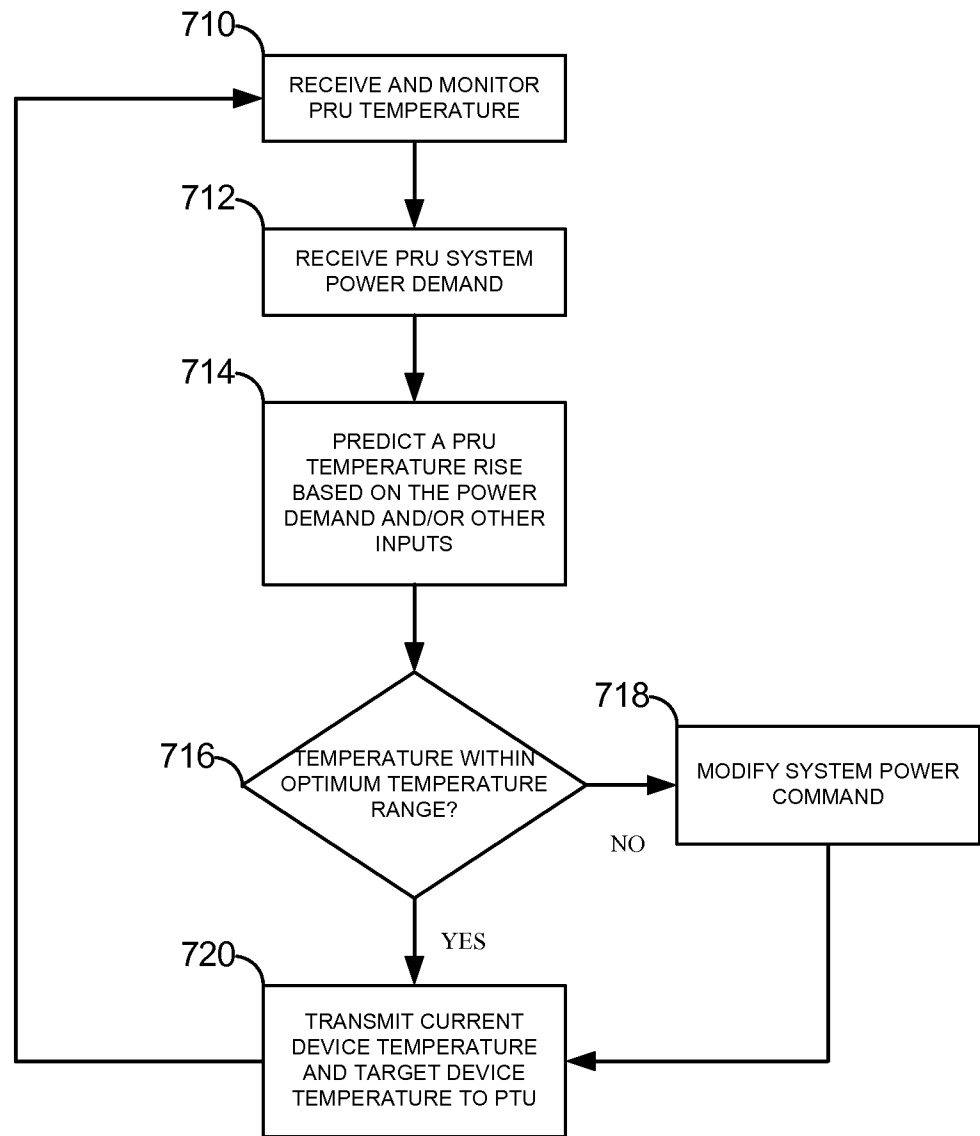 710
RECEIVE AND MONITOR
PRU TEMPERATURE
712
RECEIVE PRU SYSTEM
POWER DEMAND
714
PREDICT A PRU
TEMPERATURE RISE
BASED ON THE POWER
DEMAND AND/OR OTHER
INPUTS
716
TEMPERATURE WITHIN
OPTIMUM TEMPERATURE
RANGE?
718
MODIFY SYSTEM POWER
COMMAND
NO
YES
720
TRANSMIT CURRENT
DEVICE TEMPERATURE
AND TARGET DEVICE
TEMPERATURE TO PTU